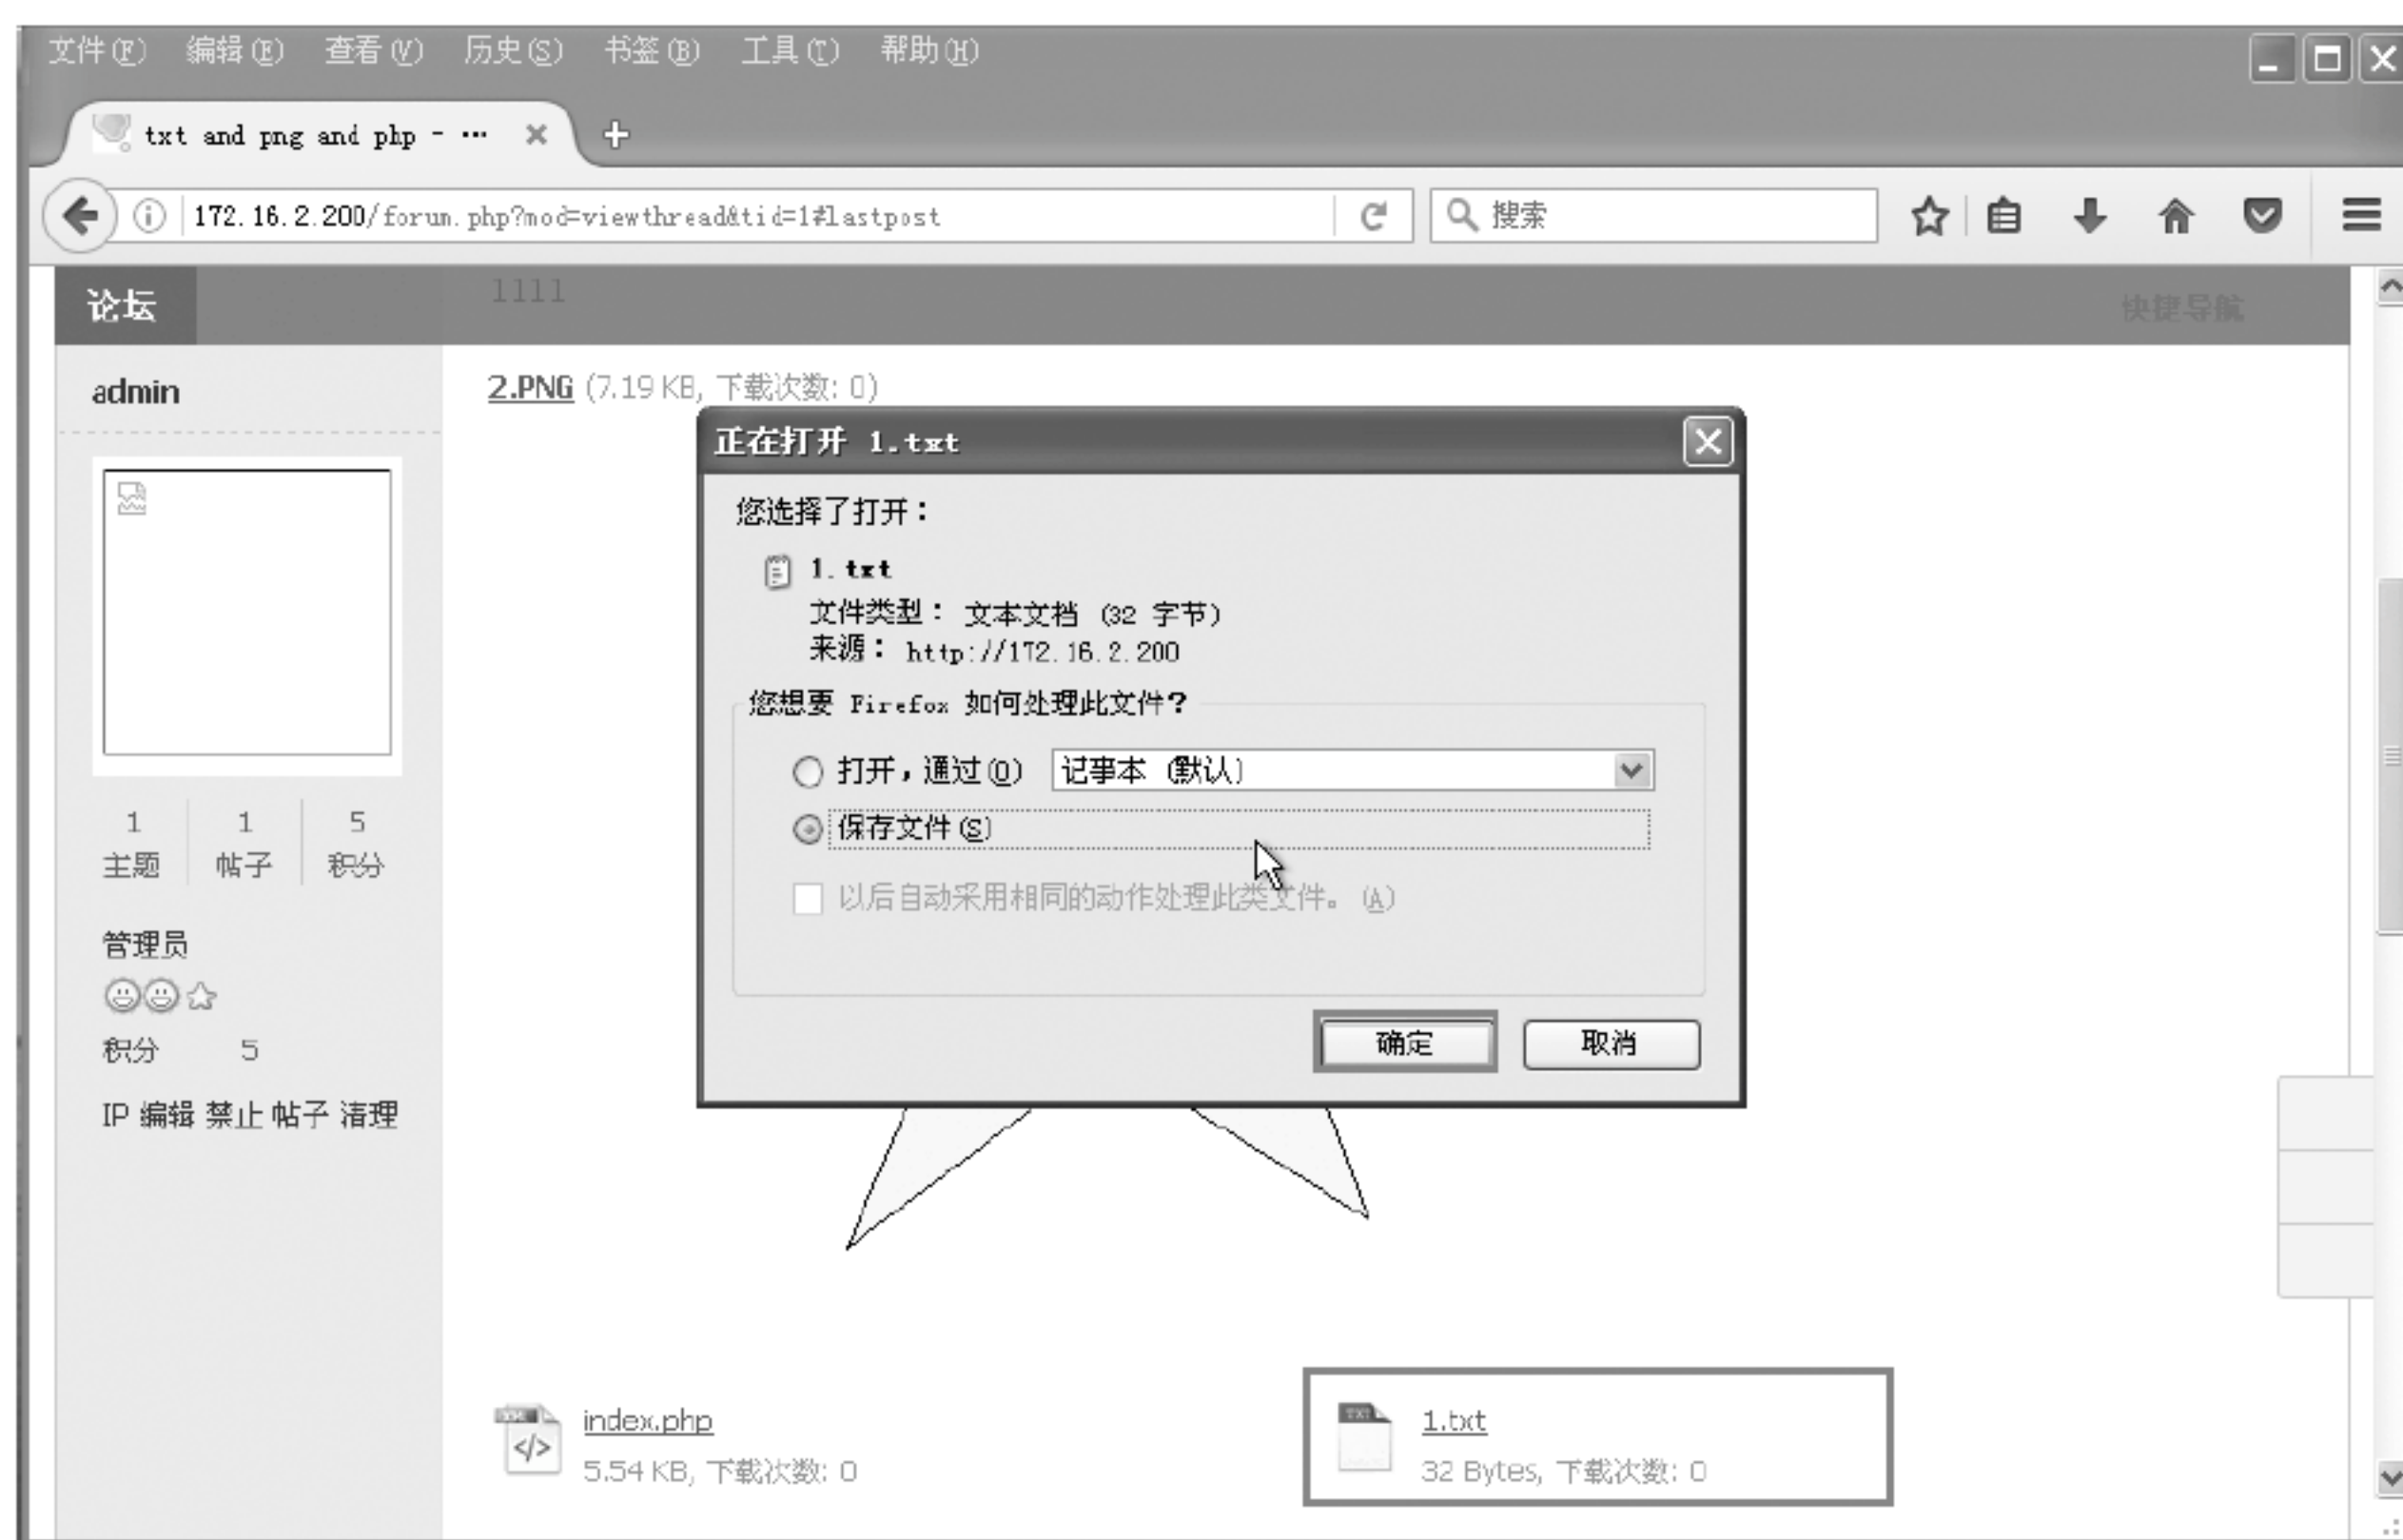 文件(F) 编辑(E) 查看(V) 历史(S) 书签(B) 工具(T) 帮助(H)
txt and png and php - ···
172.16.2.200/forum.php?mod=viewthread&tid=1#lastpost
搜索
论坛
1111
快捷导航
admin
2.PNG (7.19 KB, 下载次数: 0)
正在打开 1.txt
您选择了打开：
1.txt
文件类型： 文本文档 (32 字节)
来源： http://172.16.2.200
您想要 Firefox 如何处理此文件?
打开，通过(O) 记事本 (默认)
保存文件(S)
以后自动采用相同的动作处理此类文件。(A)
确定 取消
1 1 5
主题 帖子 积分
管理员
积分 5
IP 编辑 禁止 帖子 清理
index.php
5.54 KB, 下载次数: 0
TXT
1.txt
32 Bytes, 下载次数: 0